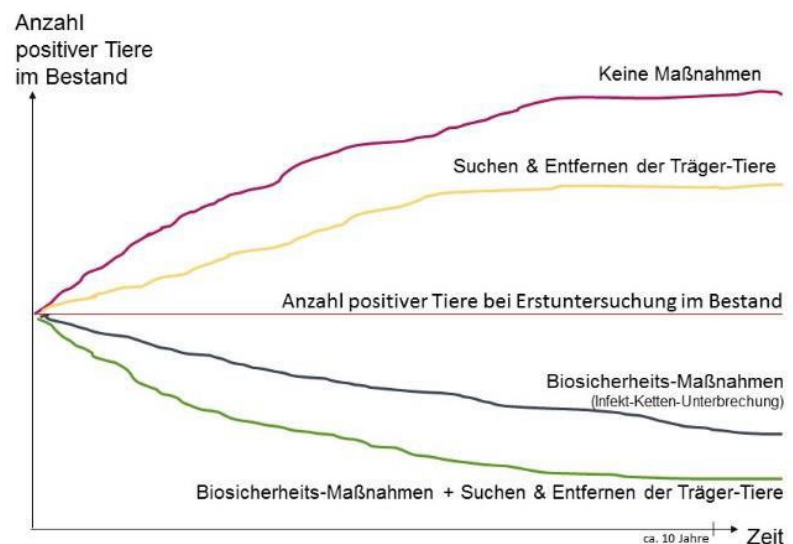 Anzahl
positiver Tiere
im Bestand
Keine Maßnahmen
Suchen & Entfernen der Träger-Tiere
Anzahl positiver Tiere bei Erstuntersuchung im Bestand
Biosicherheits-Maßnahmen
(Infekt-Ketten-Unterbrechung)
Biosicherheits-Maßnahmen + Suchen & Entfernen der Träger-Tiere
ca. 10 Jahre
Zeit